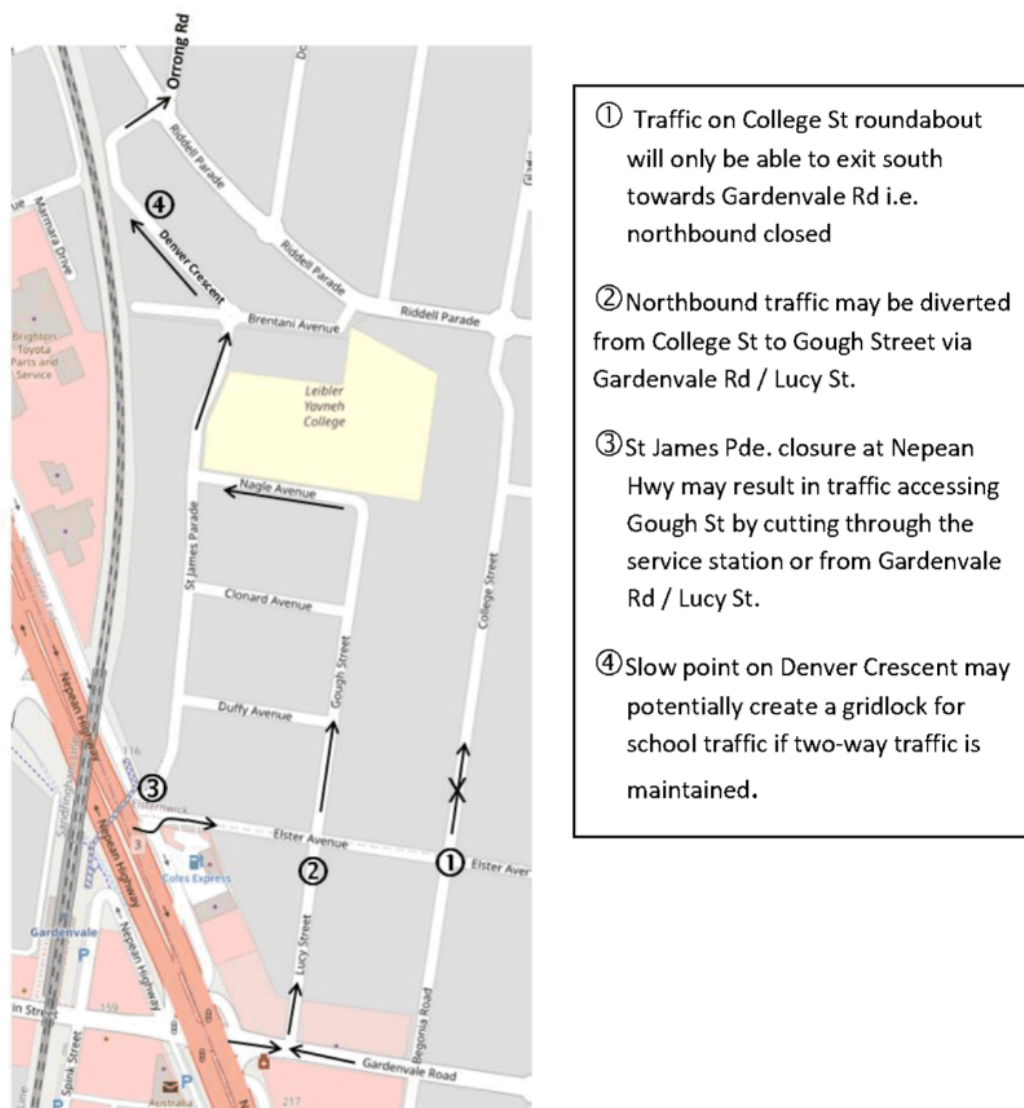 Orrong Rd
Riddell Parade
Marmara Drive
④
Denver Crescent
Riddell Parade
Brentani Avenue
Riddell Parade
Brighton
Toyota
Parts and
Service
Leibler
Yavneh
College
Nagle Avenue
St James Parade
College Street
Clonard Avenue
Gough Street
Nepean Highway
Duffy Avenue
116
Sandringham Line
③
Elsternwick
X
Nepean Highway
3
Elster Avenue
①
②
Elster Aver
Coles Express
Nepean Highway
Gardenvale
P
Lucy Street
159
Begonia Road
Spink Street
Gardenvale Road
P
Australia
217
P
Line
① Traffic on College St roundabout
will only be able to exit south
towards Gardenvale Rd i.e.
northbound closed
②Northbound traffic may be diverted
from College St to Gough Street via
Gardenvale Rd / Lucy St.
③St James Pde. closure at Nepean
Hwy may result in traffic accessing
Gough St by cutting through the
service station or from Gardenvale
Rd / Lucy St.
④Slow point on Denver Crescent may
potentially create a gridlock for
school traffic if two-way traffic is
maintained.